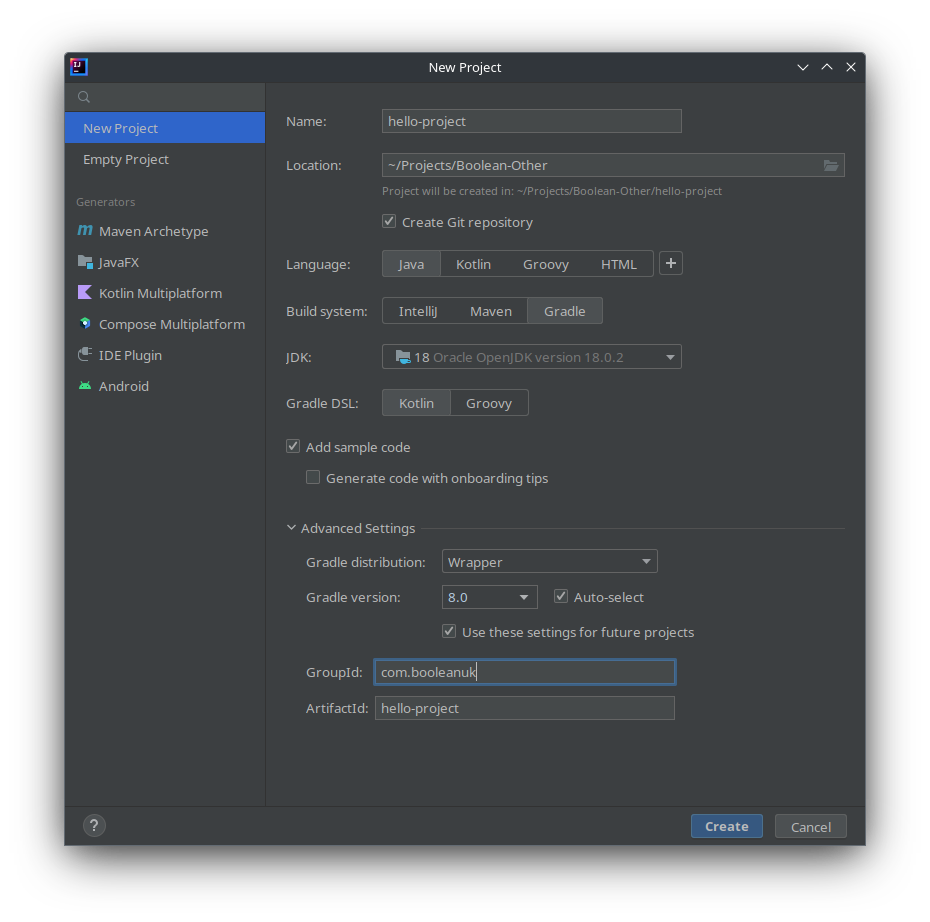 New Project
New Project
Empty Project
Generators
Maven Archetype
JavaFX
Kotlin Multiplatform
Compose Multiplatform
IDE Plugin
Android
Name: hello-project
Location: ~/Projects/Boolean-Other
Project will be created in: ~/Projects/Boolean-Other/hello-project
Create Git repository
Language: Java Kotlin Groovy HTML +
Build system: IntelliJ Maven Gradle
JDK: 18 Oracle OpenJDK version 18.0.2
Gradle DSL: Kotlin Groovy
Add sample code
Generate code with onboarding tips
Advanced Settings
Gradle distribution: Wrapper
Gradle version: 8.0 Auto-select
Use these settings for future projects
GroupId: com.booleanuk
ArtifactId: hello-project
? Create Cancel